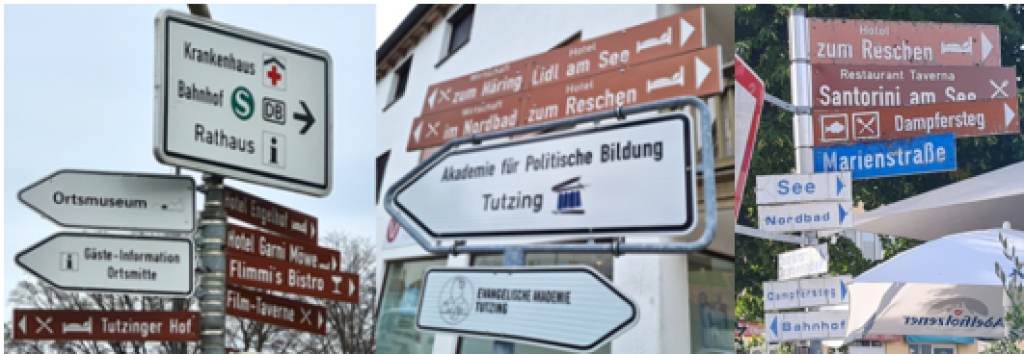 Krankenhaus
Bahnhof S DB
Rathaus i
Ortsmuseum
i Gäste-Information
Ortsmitte
Tutzinger Hof
Hotel Engelhof
Hotel Garni Möwe
Flimmi's Bistro
Film-Taverne
Wirtschaft
zum Häring
Hotel
Lidl am See
Wirtschaft
im Nordbad
Hotel
zum Reschen
Akademie für Politische Bildung
Tutzing
EVANGELISCHE AKADEMIE
TUTZING
Hotel
zum Reschen
Restaurant Taverna
Santorini am See
Dampfersteg
Marienstraße
See
Nordbad
Dampfersteg
Bahnhof
Adelholzener